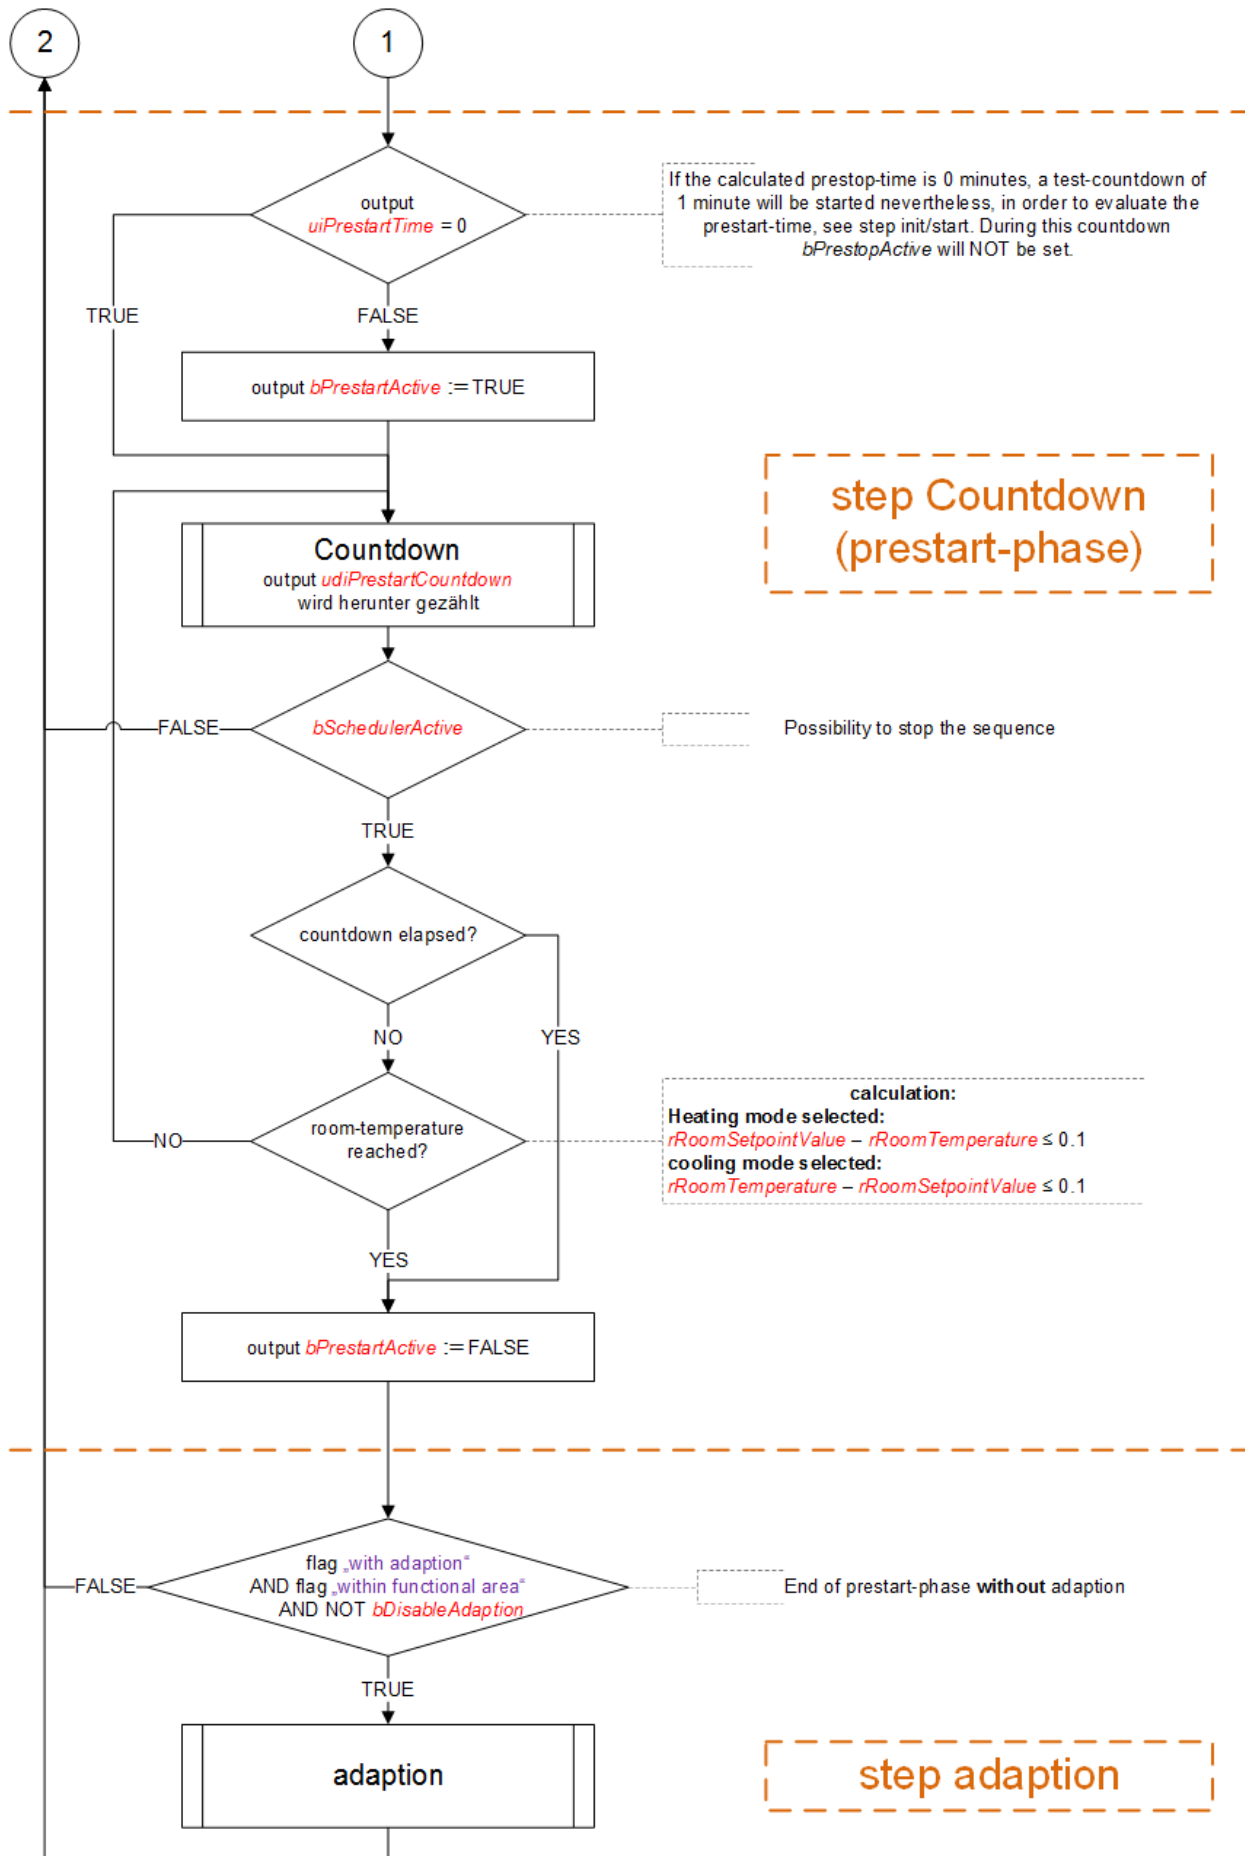 2
1
output
uiPrestartTime = 0
If the calculated prestop-time is 0 minutes, a test-countdown of
1 minute will be started nevertheless, in order to evaluate the
prestart-time, see step init/start. During this countdown
bPrestopActive will NOT be set.
TRUE
FALSE
output bPrestartActive := TRUE
step Countdown
(prestart-phase)
Countdown
output udiPrestartCountdown
wird herunter gezählt
FALSE
bSchedulerActive
Possibility to stop the sequence
TRUE
countdown elapsed?
NO
YES
room-temperature
reached?
NO
calculation:
Heating mode selected:
rRoomSetpointValue – rRoomTemperature ≤ 0.1
cooling mode selected:
rRoomTemperature – rRoomSetpointValue ≤ 0.1
YES
output bPrestartActive := FALSE
flag „with adaption“
AND flag „within functional area“
AND NOT bDisableAdaption
FALSE
End of prestart-phase without adaption
TRUE
adaption
step adaption